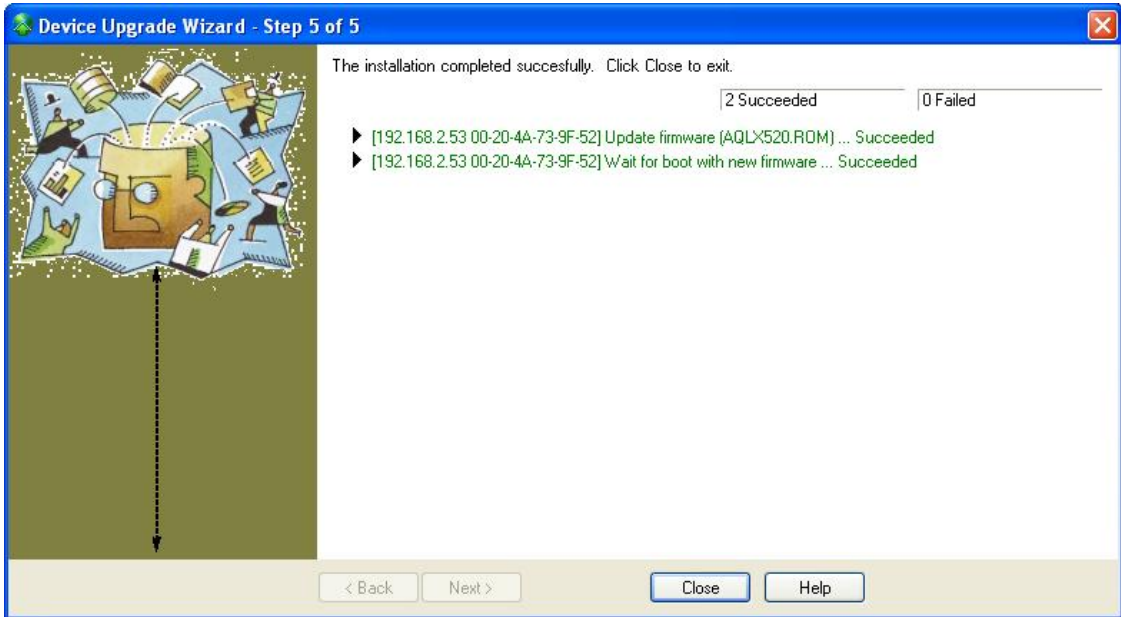 Device Upgrade Wizard - Step 5 of 5
The installation completed succesfully. Click Close to exit.
2 Succeeded 0 Failed
[192.168.2.53 00-20-4A-73-9F-52] Update firmware (AQLX520.ROM) ... Succeeded
[192.168.2.53 00-20-4A-73-9F-52] Wait for boot with new firmware ... Succeeded
< Back Next > Close Help